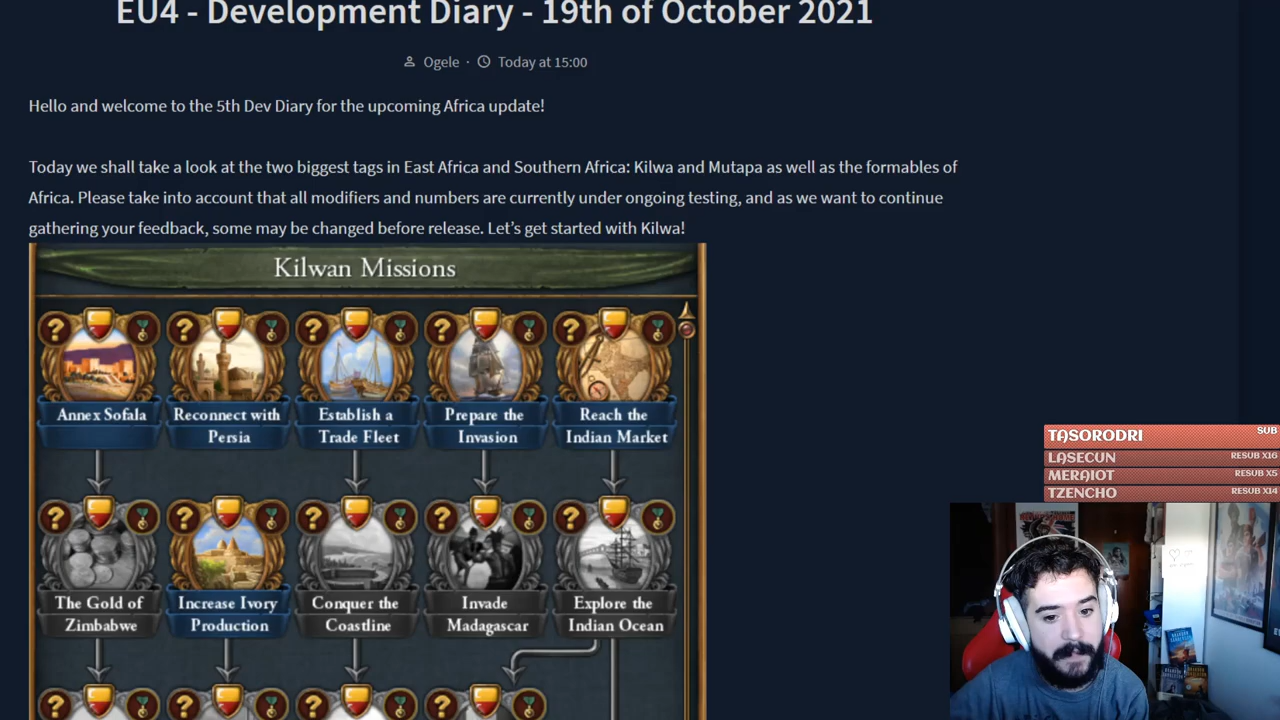 EU4 - Development Diary - 19th of October 2021
Ogele · Today at 15:00
Hello and welcome to the 5th Dev Diary for the upcoming Africa update!
Today we shall take a look at the two biggest tags in East Africa and Southern Africa: Kilwa and Mutapa as well as the formables of
Africa. Please take into account that all modifiers and numbers are currently under ongoing testing, and as we want to continue
gathering your feedback, some may be changed before release. Let’s get started with Kilwa!
Kilwan Missions
Annex Sofala
Reconnect with
Persia
Establish a
Trade Fleet
Prepare the
Invasion
Reach the
Indian Market
The Gold of
Zimbabwe
Increase Ivory
Production
Conquer the
Coastline
Invade
Madagascar
Explore the
Indian Ocean
TASORODRI SUB
LASECUN RESUB X16
MERAIOT RESUB X5
TZENCHO RESUB X14